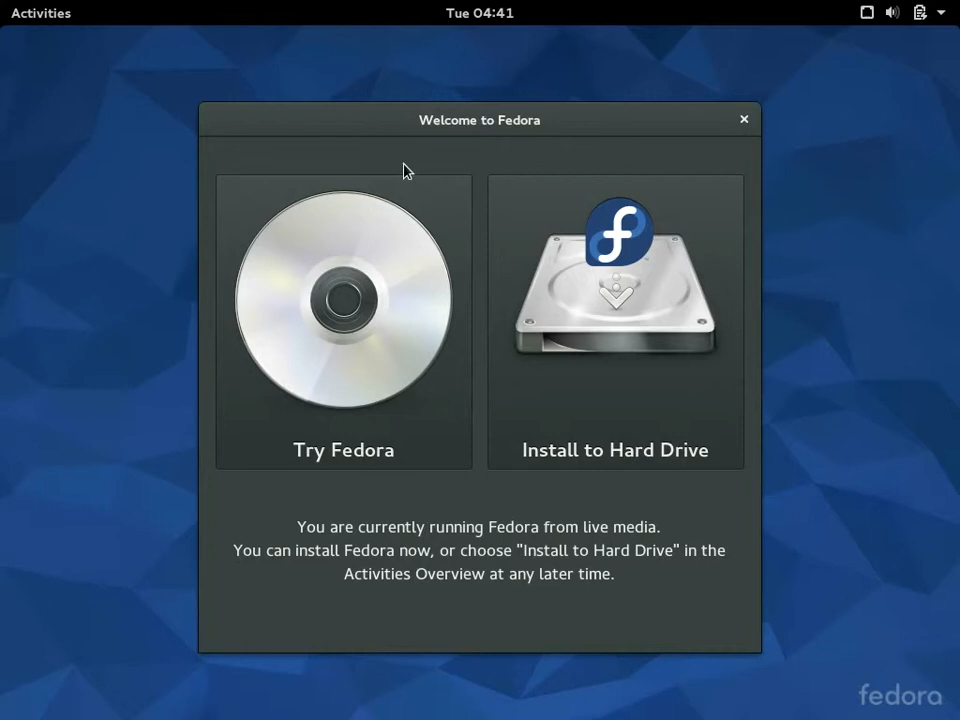 Activities
Tue 04:41
Welcome to Fedora
Try Fedora
Install to Hard Drive
You are currently running Fedora from live media.
You can install Fedora now, or choose "Install to Hard Drive" in the
Activities Overview at any later time.
fedora